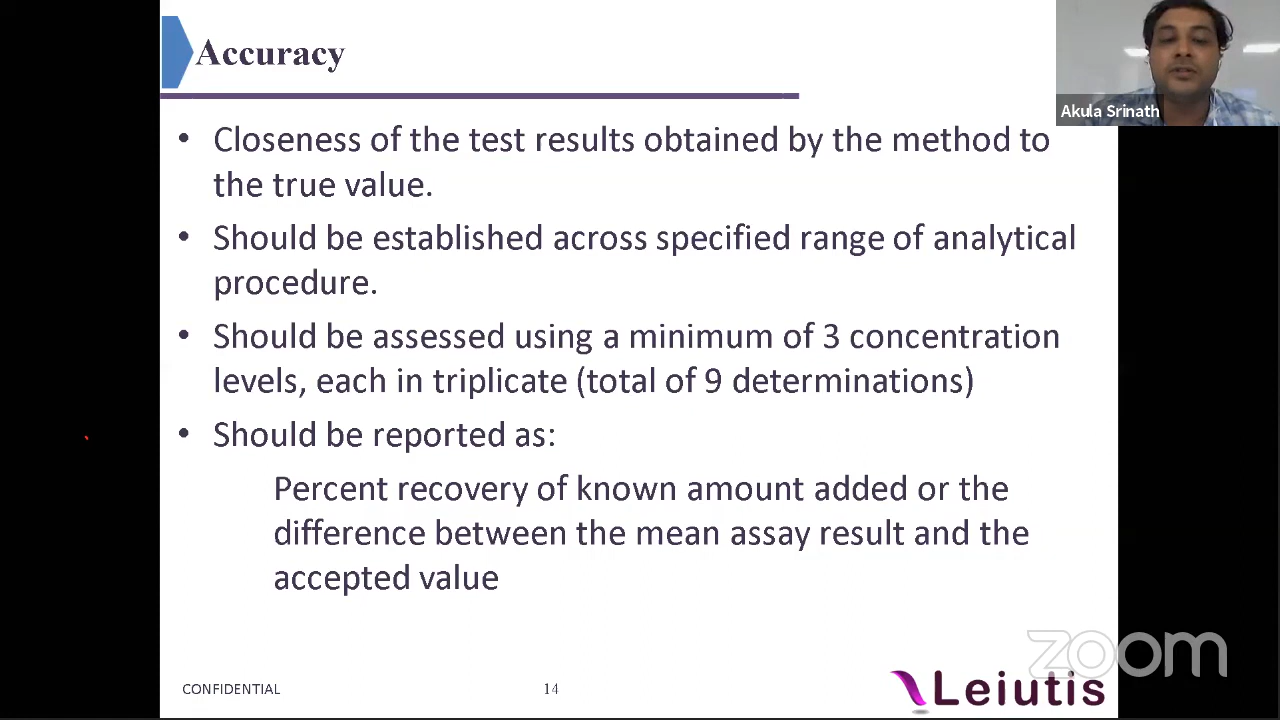 Accuracy
Akula Srinath
• Closeness of the test results obtained by the method to
the true value.
• Should be established across specified range of analytical
procedure.
• Should be assessed using a minimum of 3 concentration
levels, each in triplicate (total of 9 determinations)
• Should be reported as:
Percent recovery of known amount added or the
difference between the mean assay result and the
accepted value
zoom
CONFIDENTIAL
14
Leiutis